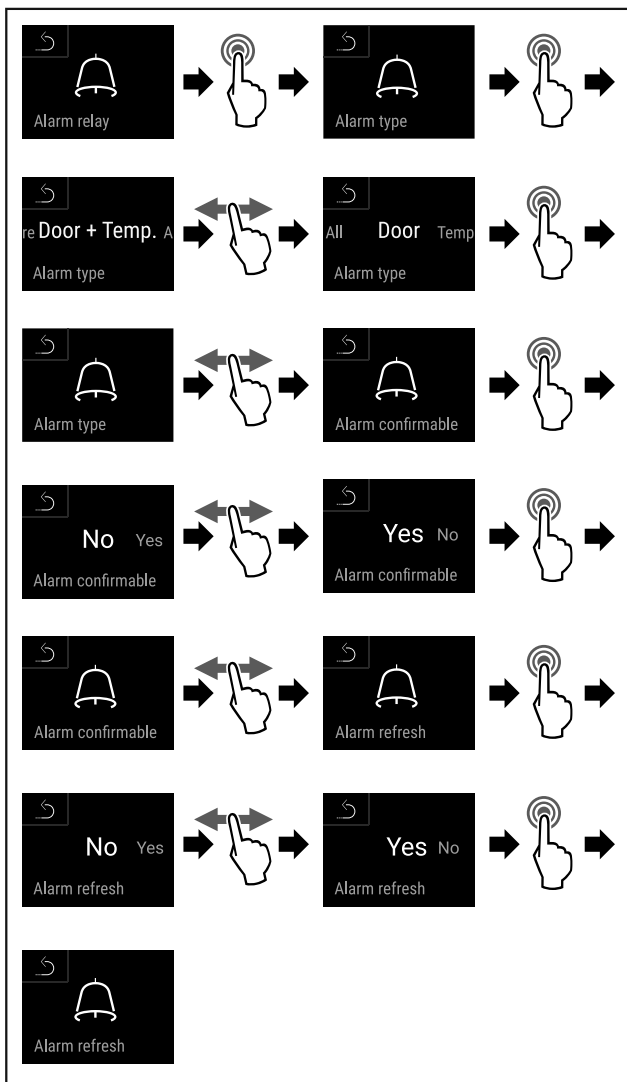 Alarm relay
Alarm type
re Door + Temp. A
Alarm type
All Door Temp
Alarm type
Alarm type
Alarm confirmable
No Yes
Alarm confirmable
Yes No
Alarm confirmable
Alarm confirmable
Alarm refresh
No Yes
Alarm refresh
Yes No
Alarm refresh
Alarm refresh